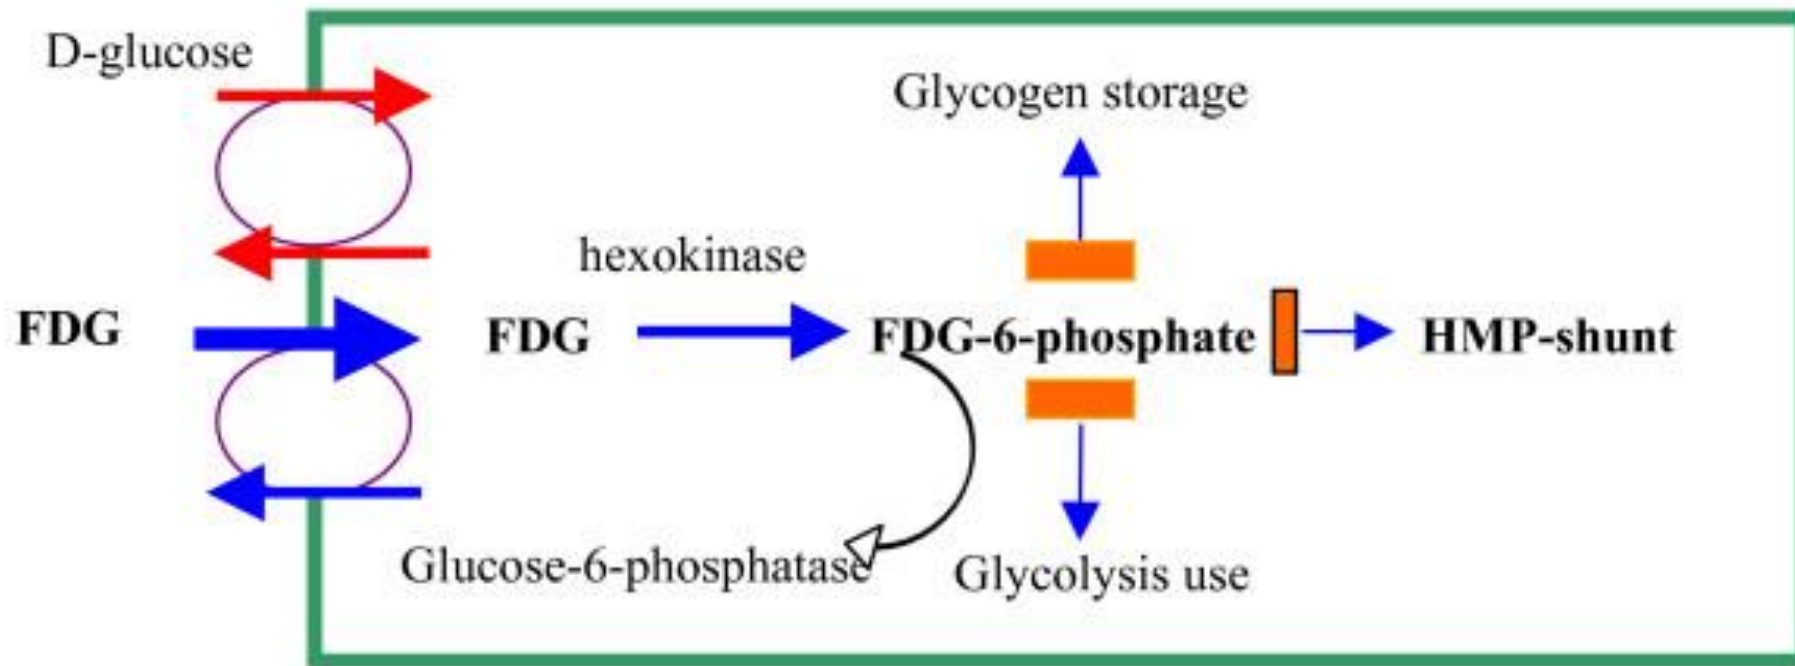 D-glucose
Glycogen storage
hexokinase
FDG
FDG
FDG-6-phosphate
HMP-shunt
Glucose-6-phosphatase
Glycolysis use